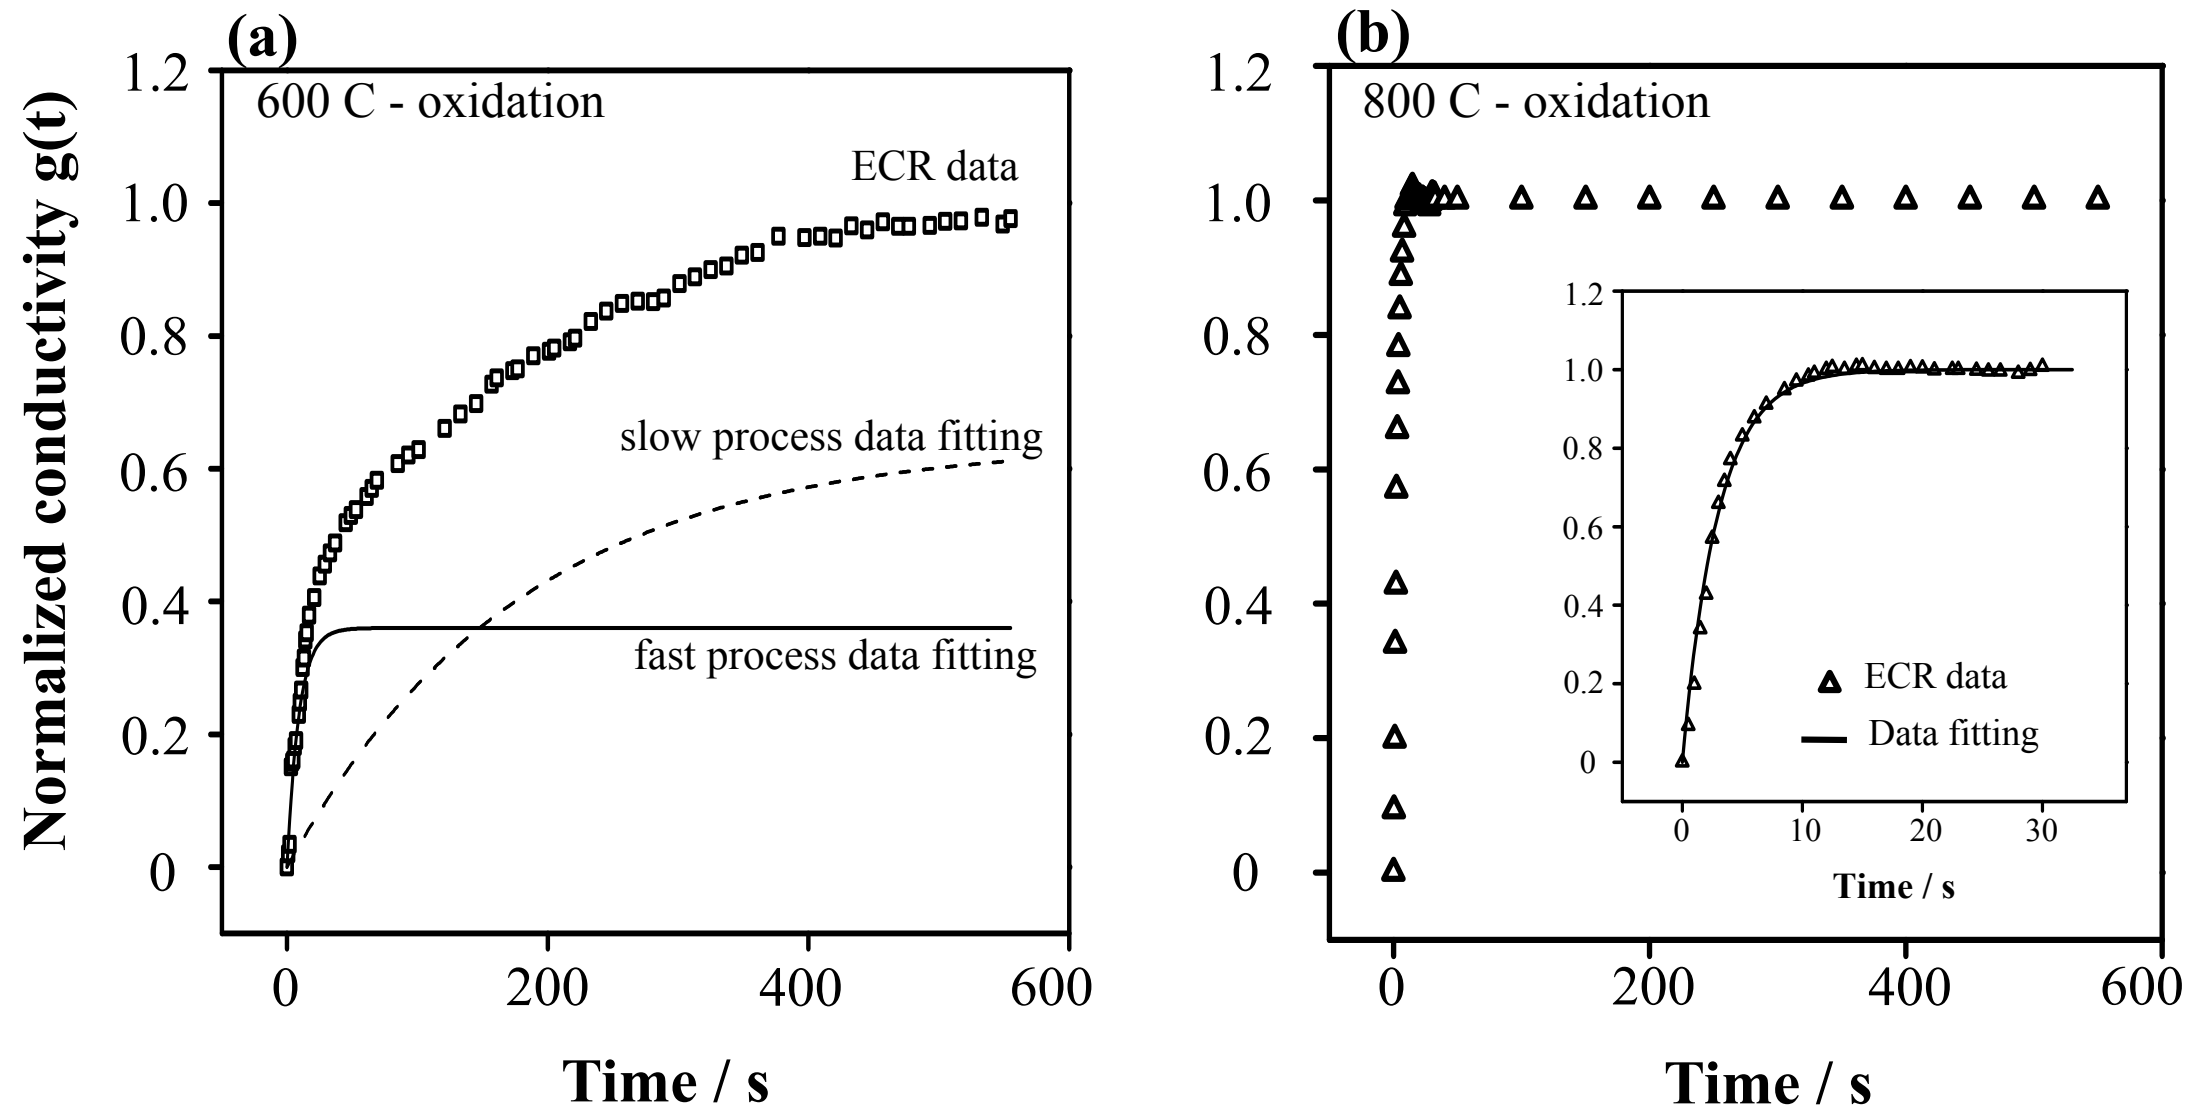 (a)
600 C - oxidation
ECR data
slow process data fitting
fast process data fitting
Normalized conductivity g(t)
1.2
1.0
0.8
0.6
0.4
0.2
0
0 200 400 600
Time / s
(b)
800 C - oxidation
1.2
1.0
0.8
0.6
0.4
0.2
0
0 200 400 600
Time / s
1.2
1.0
0.8
0.6
0.4
0.2
0
ECR data
Data fitting
0 10 20 30
Time / s